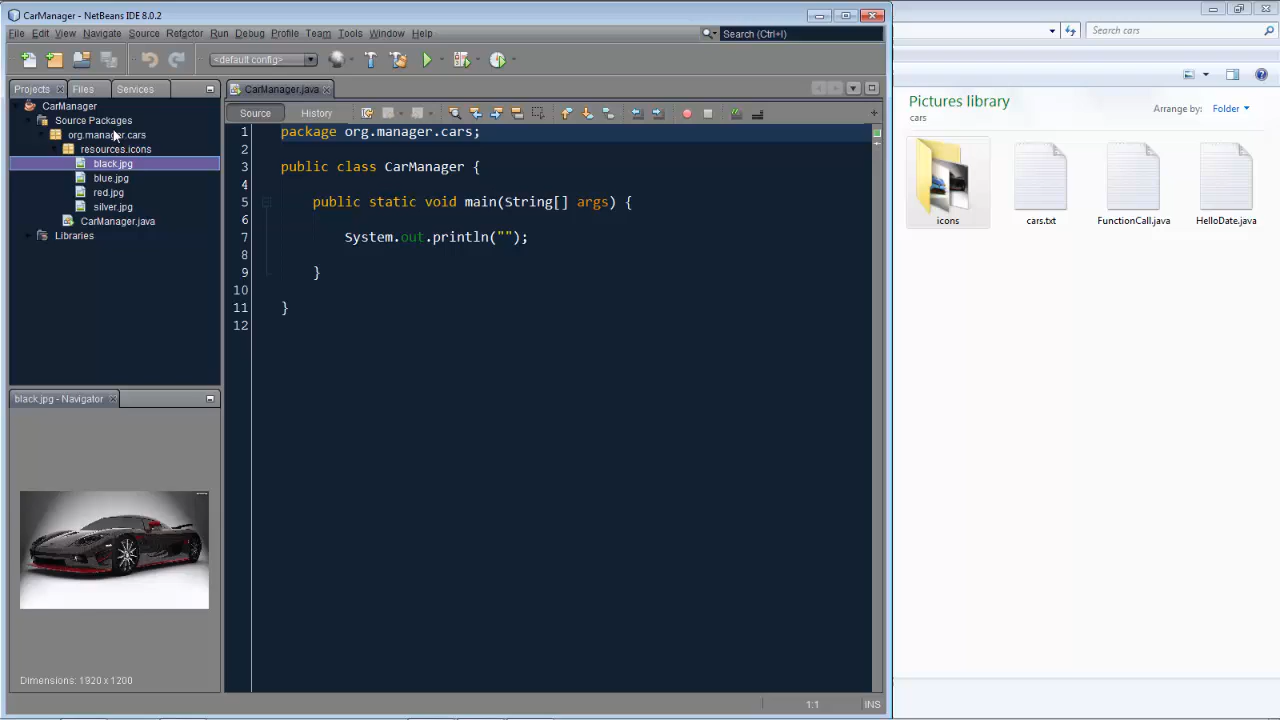 CarManager - NetBeans IDE 8.0.2
File Edit View Navigate Source Refactor Run Debug Profile Team Tools Window Help
Search (Ctrl+I)
Search cars
<default config>
Projects Files Services
CarManager.java
CarManager
Source Packages
org.manager.cars
resources.icons
black.jpg
blue.jpg
red.jpg
silver.jpg
CarManager.java
Libraries
Source History
1 package org.manager.cars;
2
3 public class CarManager {
4
5 public static void main(String[] args) {
6
7 System.out.println("");
8
9 }
10
11 }
12
black.jpg - Navigator
Dimensions: 1920 x 1200
1:1 INS
Pictures library
cars
Arrange by: Folder
icons
cars.txt
FunctionCall.java
HelloDate.java